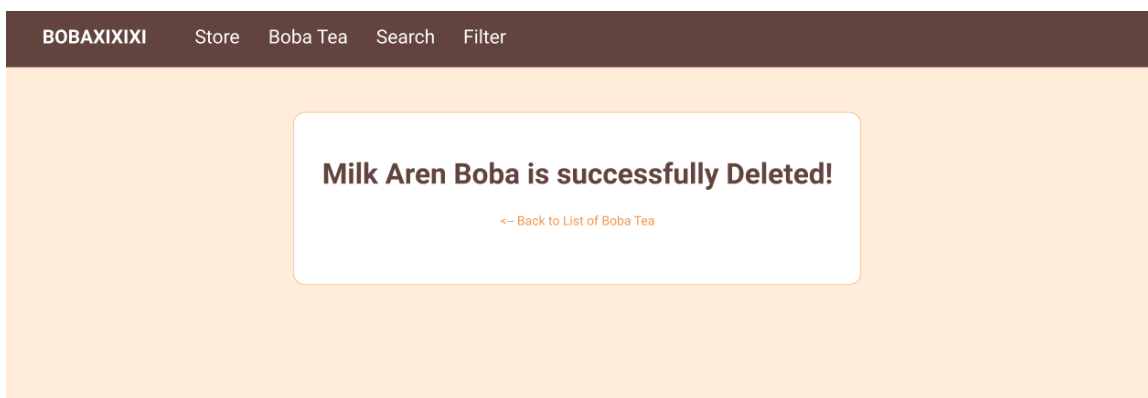 BOBAXIXIXI Store Boba Tea Search Filter
Milk Aren Boba is successfully Deleted!
<-- Back to List of Boba Tea